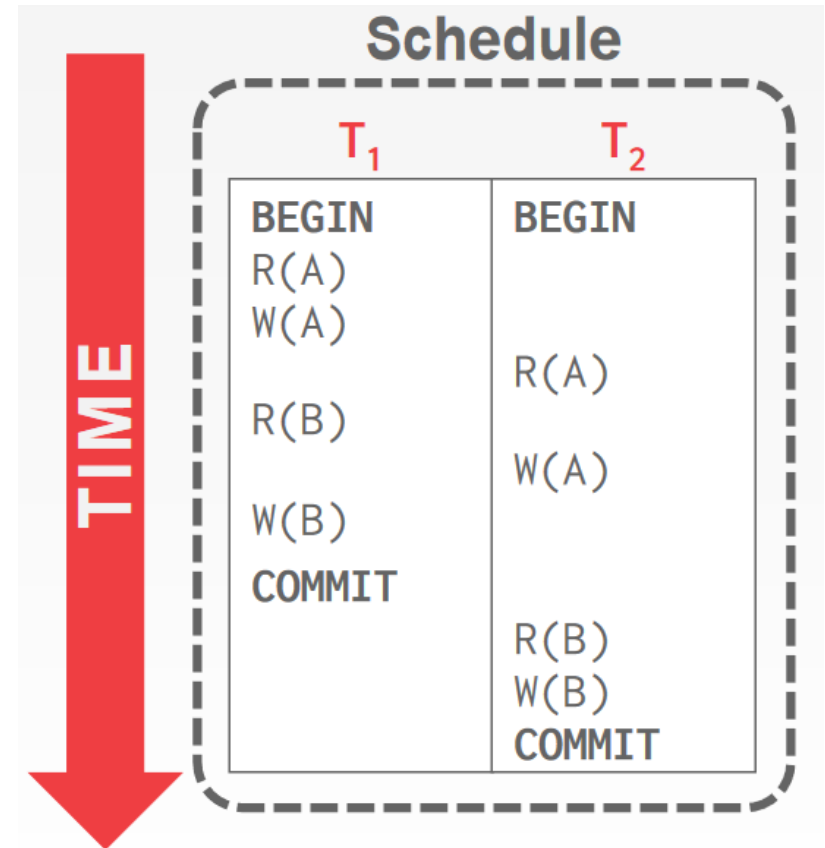 Schedule
TIME
T₁ T₂
BEGIN BEGIN
R(A)
W(A)
R(A)
R(B)
W(A)
W(B)
COMMIT
R(B)
W(B)
COMMIT